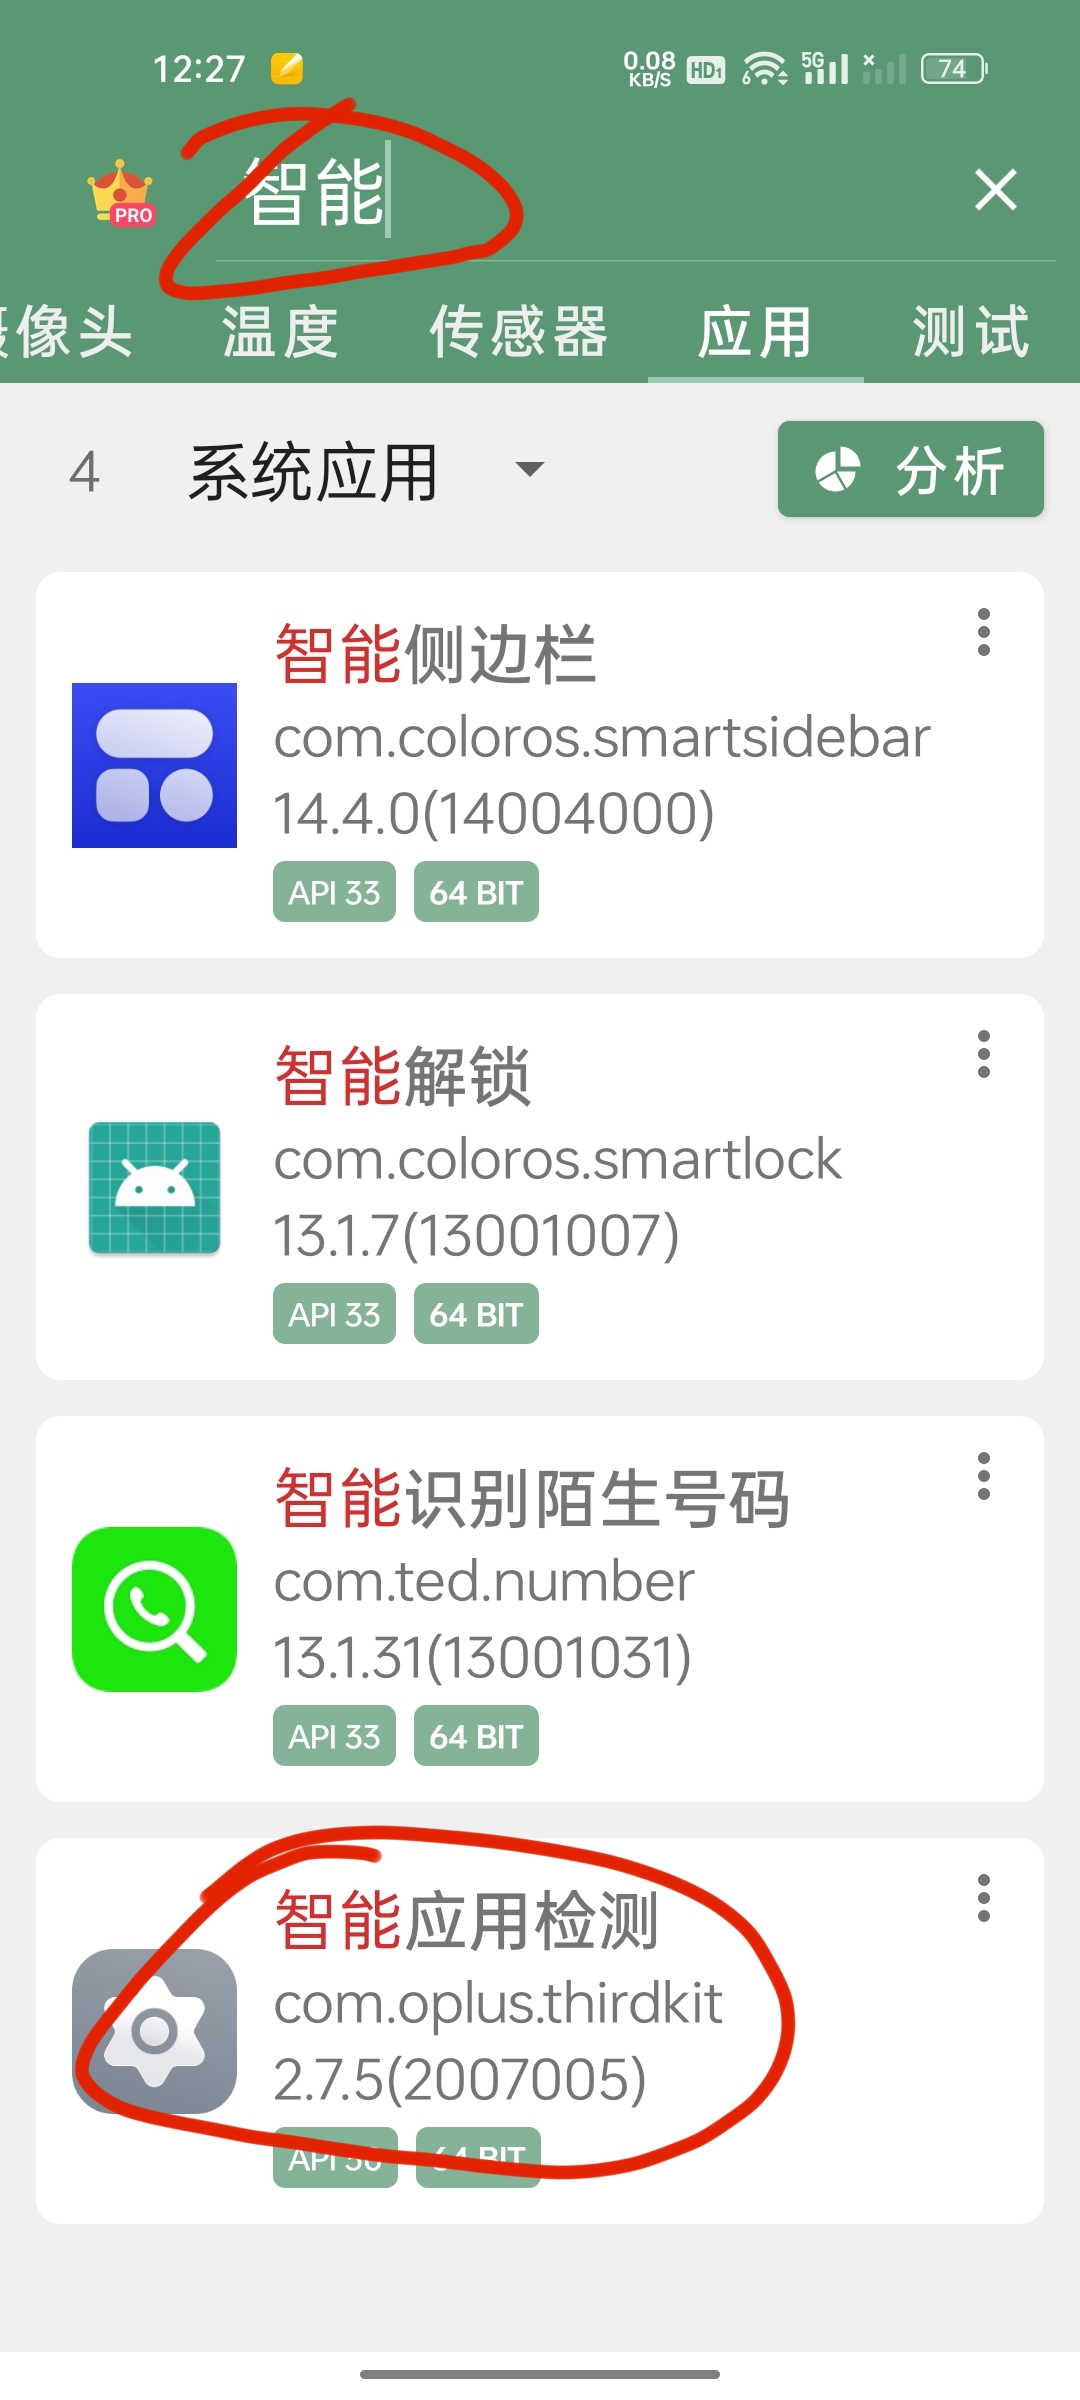 12:27
0.08 KB/S HD1 6 5G 74
PRO
智能
像头 温度 传感器 应用 测试
4 系统应用 分析
智能侧边栏
com.coloros.smartsidebar
14.4.0(14004000)
API 33 64 BIT
智能解锁
com.coloros.smartlock
13.1.7(13001007)
API 33 64 BIT
智能识别陌生号码
com.ted.number
13.1.31(13001031)
API 33 64 BIT
智能应用检测
com.oplus.thirdkit
2.7.5(2007005)
API 30 64 BIT